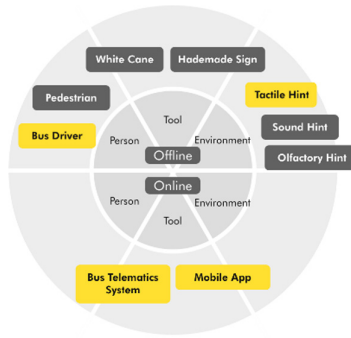 White Cane
Hademade Sign
Pedestrian
Tactile Hint
Bus Driver
Sound Hint
Olfactory Hint
Tool
Person
Environment
Offline
Online
Person
Environment
Tool
Bus Telematics
System
Mobile App